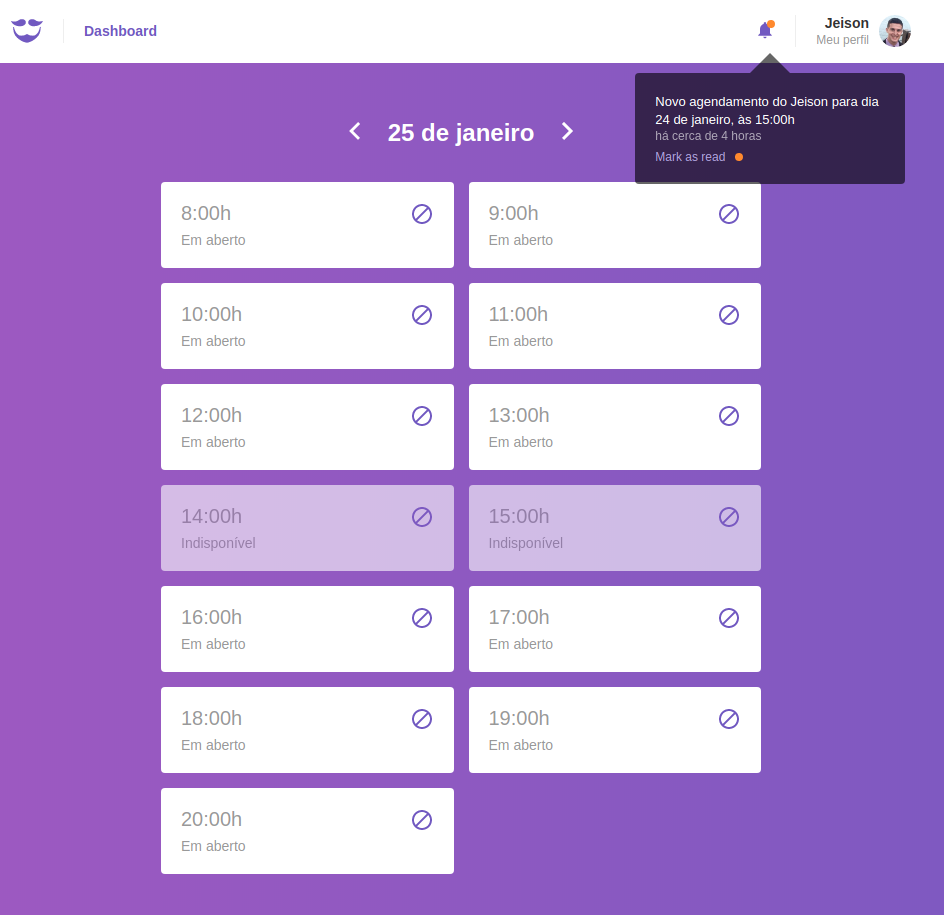 Dashboard
Jeison
Meu perfil
Novo agendamento do Jeison para dia
24 de janeiro, às 15:00h
há cerca de 4 horas
Mark as read
25 de janeiro
8:00h
Em aberto
9:00h
Em aberto
10:00h
Em aberto
11:00h
Em aberto
12:00h
Em aberto
13:00h
Em aberto
14:00h
Indisponível
15:00h
Indisponível
16:00h
Em aberto
17:00h
Em aberto
18:00h
Em aberto
19:00h
Em aberto
20:00h
Em aberto